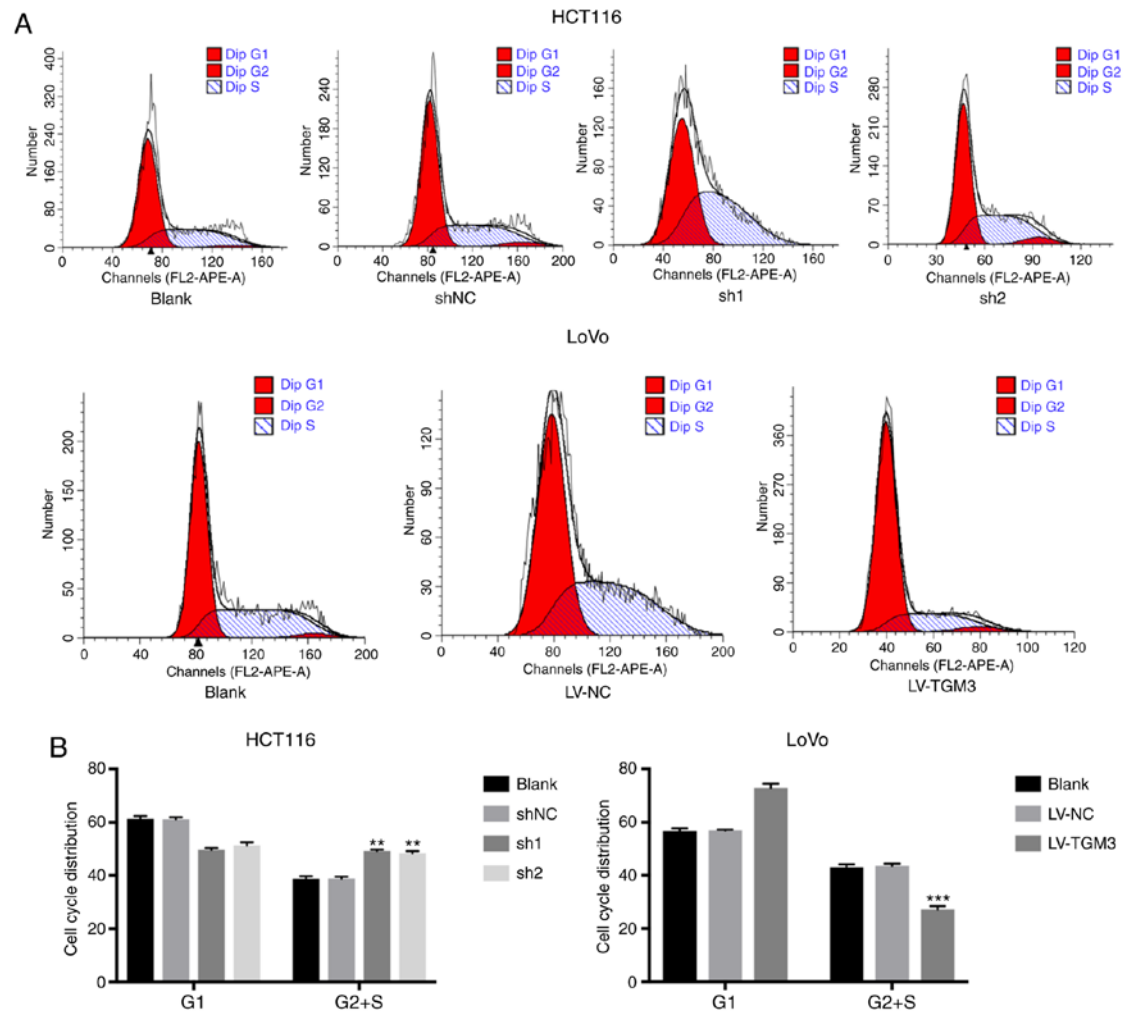 A
HCT116
Dip G1
Dip G2
Dip S
Number
400
320
240
160
80
0
0 40 80 120 160
Channels (FL2-APE-A)
Blank
Dip G1
Dip G2
Dip S
Number
240
180
120
60
0
0 40 80 120 160 200
Channels (FL2-APE-A)
shNC
Dip G1
Dip G2
Dip S
Number
160
120
80
40
0
0 40 80 120 160
Channels (FL2-APE-A)
sh1
Dip G1
Dip G2
Dip S
Number
280
210
140
70
0
0 30 60 90 120
Channels (FL2-APE-A)
sh2
LoVo
Dip G1
Dip G2
Dip S
Number
200
150
100
50
0
0 40 80 120 160 200
Channels (FL2-APE-A)
Blank
Dip G1
Dip G2
Dip S
Number
120
90
60
30
0
0 40 80 120 160 200
Channels (FL2-APE-A)
LV-NC
Dip G1
Dip G2
Dip S
Number
360
270
180
90
0
0 20 40 60 80 100 120
Channels (FL2-APE-A)
LV-TGM3
B
HCT116
Cell cycle distribution
80
60
40
20
0
** **
G1 G2+S
Blank
shNC
sh1
sh2
LoVo
Cell cycle distribution
80
60
40
20
0
***
G1 G2+S
Blank
LV-NC
LV-TGM3